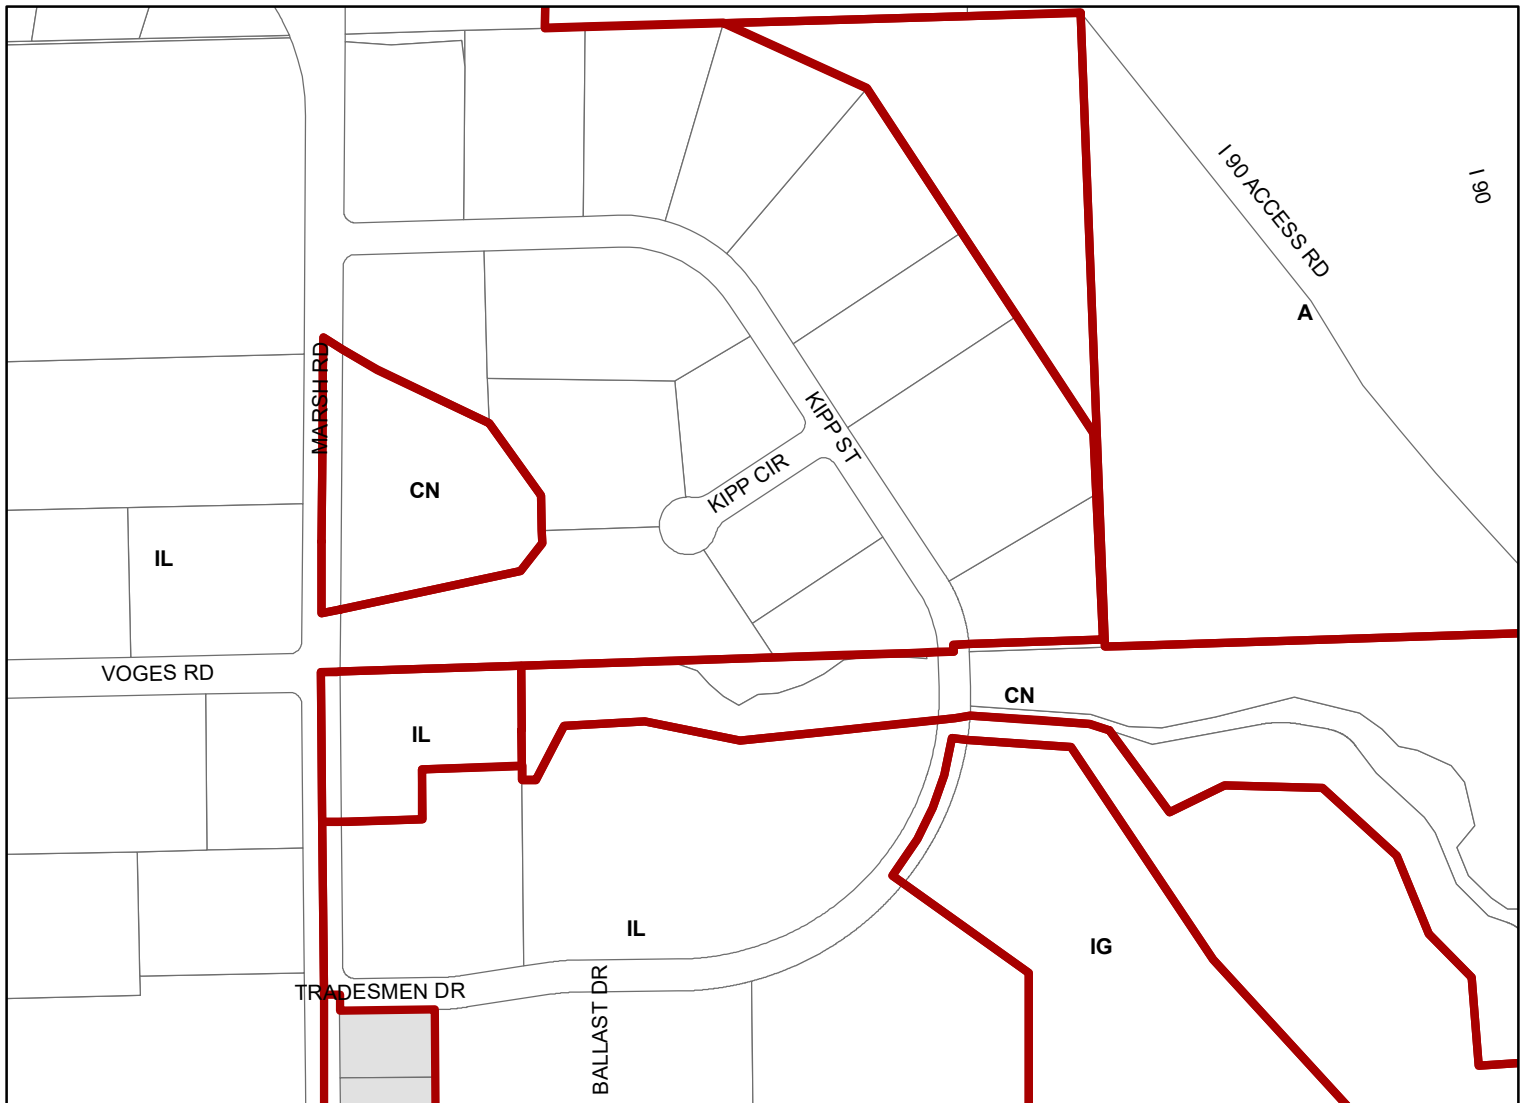 I 90 ACCESS RD
I 90
A
MARSH RD
KIPP ST
KIPP CIR
CN
IL
VOGES RD
CN
IL
IL
IG
TRADESMEN DR
BALLAST DR